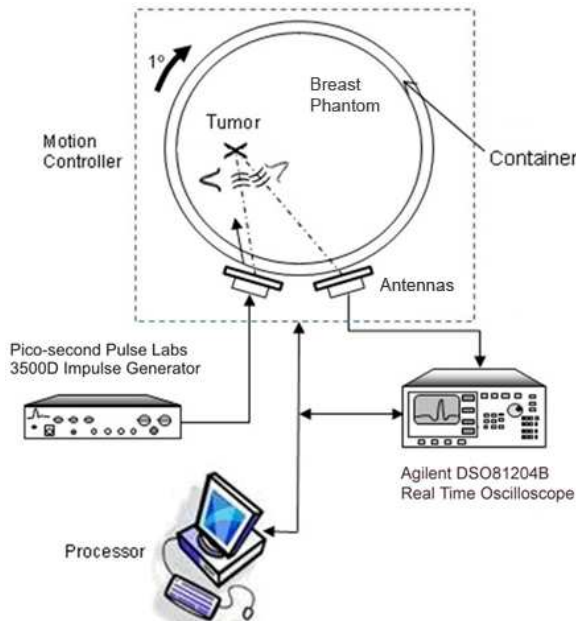 1º
Breast
Phantom
Tumor
Motion
Controller
Container
Antennas
Pico-second Pulse Labs
3500D Impulse Generator
Agilent DSO81204B
Real Time Oscilloscope
Processor